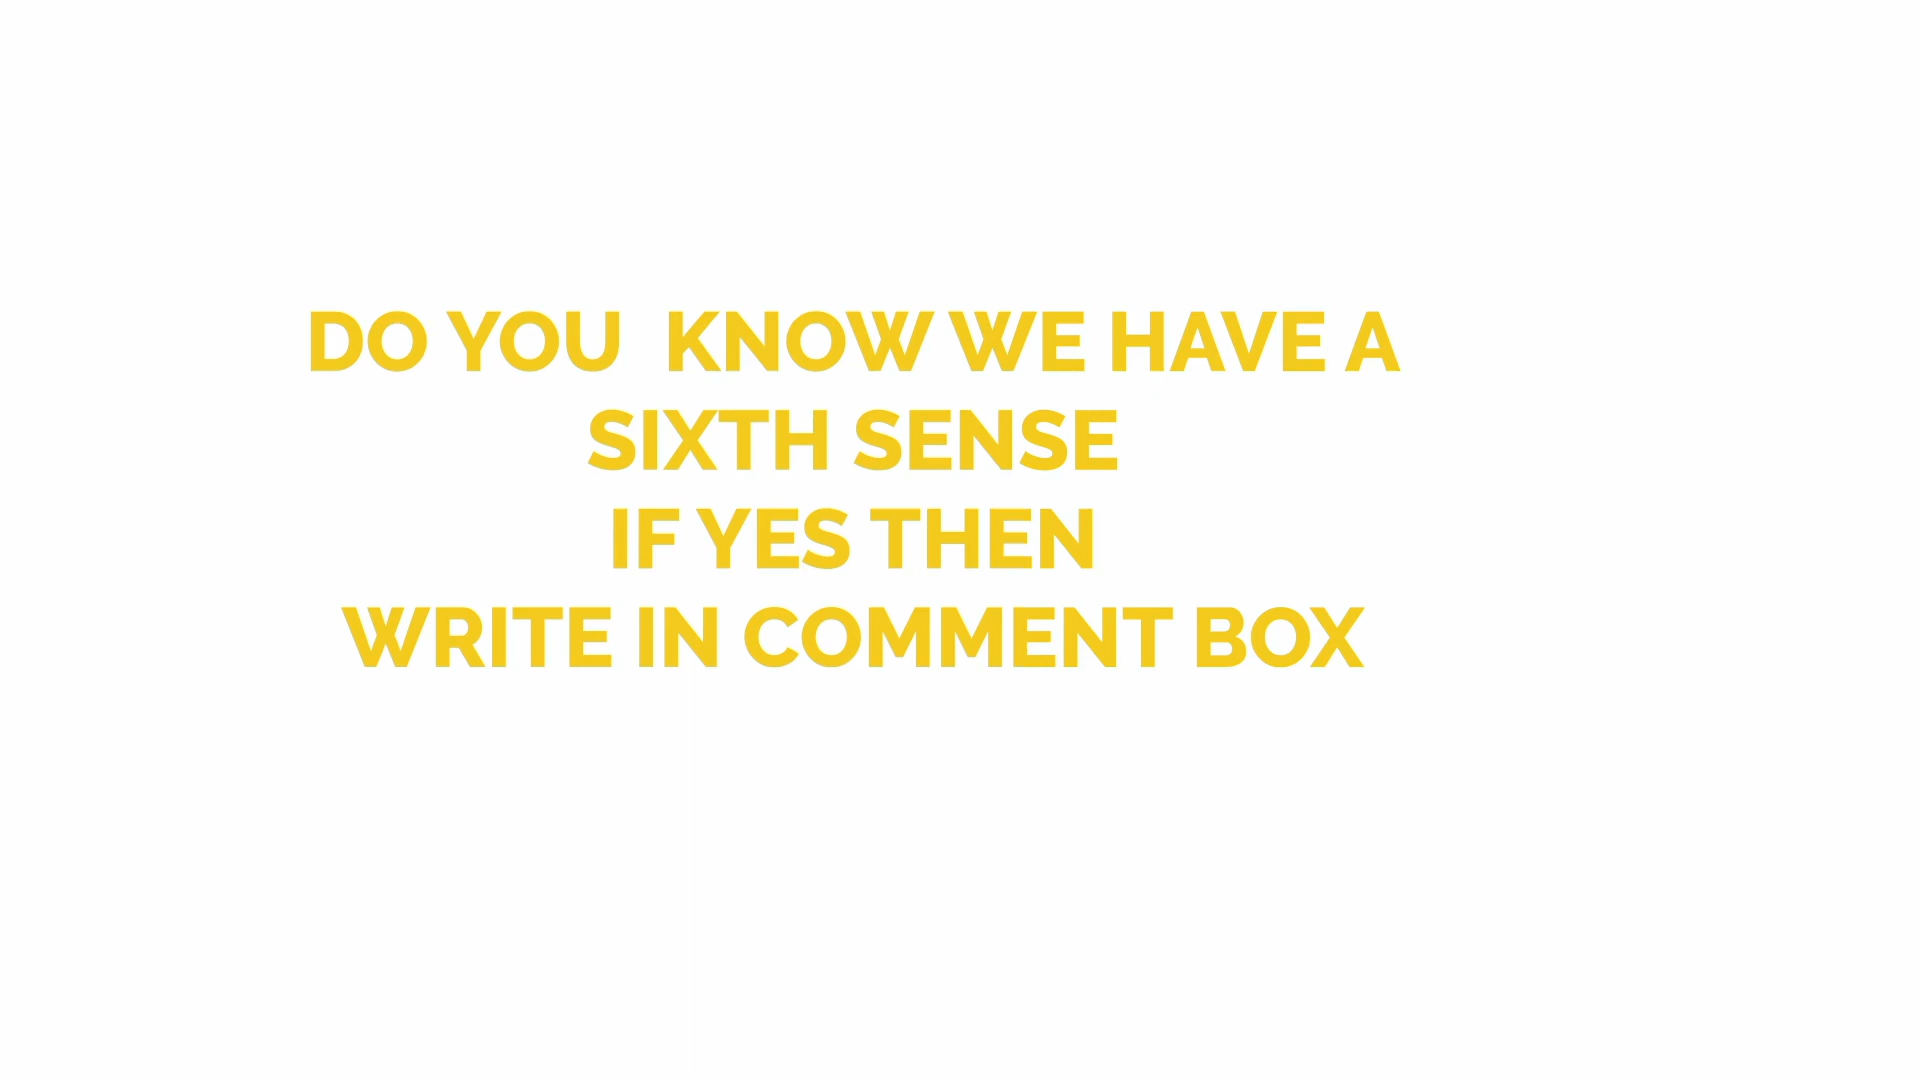 DO YOU  KNOW WE HAVE A
SIXTH SENSE
IF YES THEN
WRITE IN COMMENT BOX